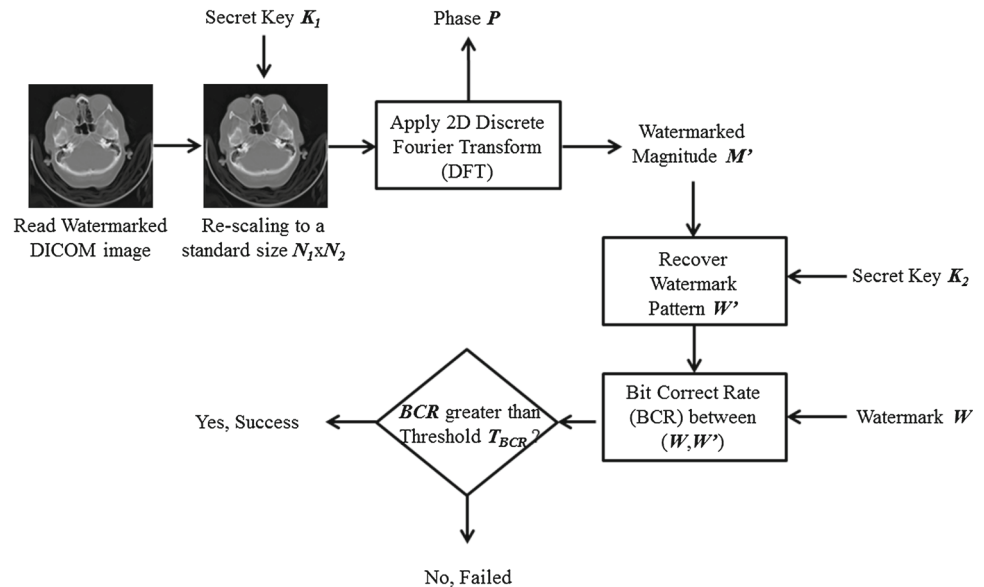 Secret Key K1
Phase P
Read Watermarked
DICOM image
Re-scaling to a
standard size N1xN2
Apply 2D Discrete
Fourier Transform
(DFT)
Watermarked
Magnitude M’
Recover
Watermark
Pattern W’
Secret Key K2
Bit Correct Rate
(BCR) between
(W,W’)
Watermark W
BCR greater than
Threshold TBCR ?
Yes, Success
No, Failed